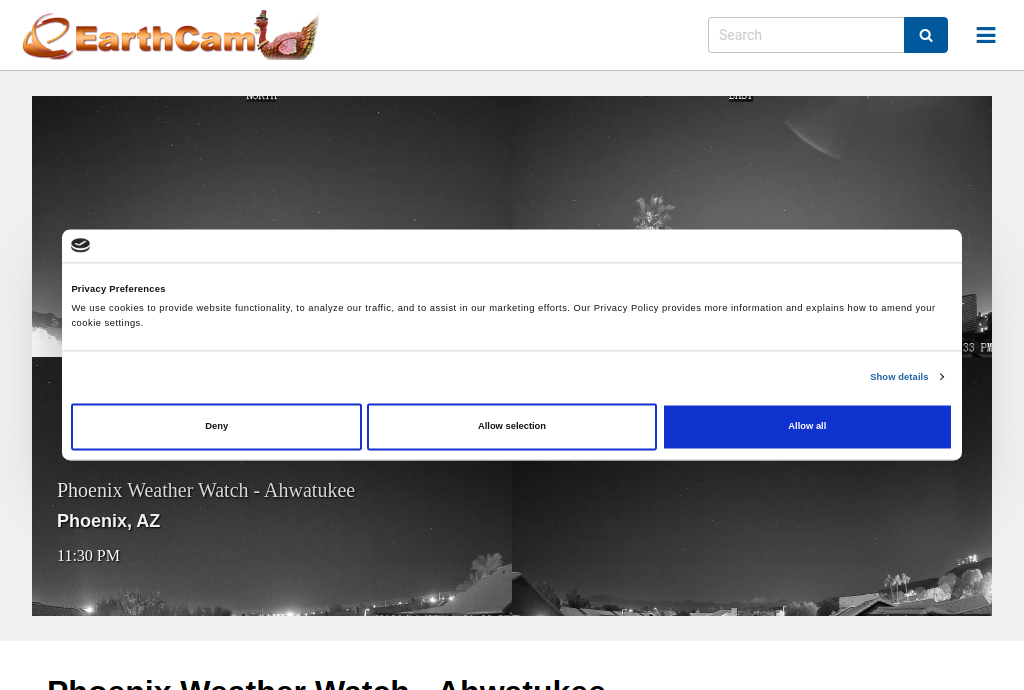 EarthCam
Search
NORTH
EAST
Privacy Preferences
We use cookies to provide website functionality, to analyze our traffic, and to assist in our marketing efforts. Our Privacy Policy provides more information and explains how to amend your
cookie settings.
33 PM
Show details
Deny
Allow selection
Allow all
Phoenix Weather Watch - Ahwatukee
Phoenix, AZ
11:30 PM
Phoenix Weather Watch - Ahwatukee